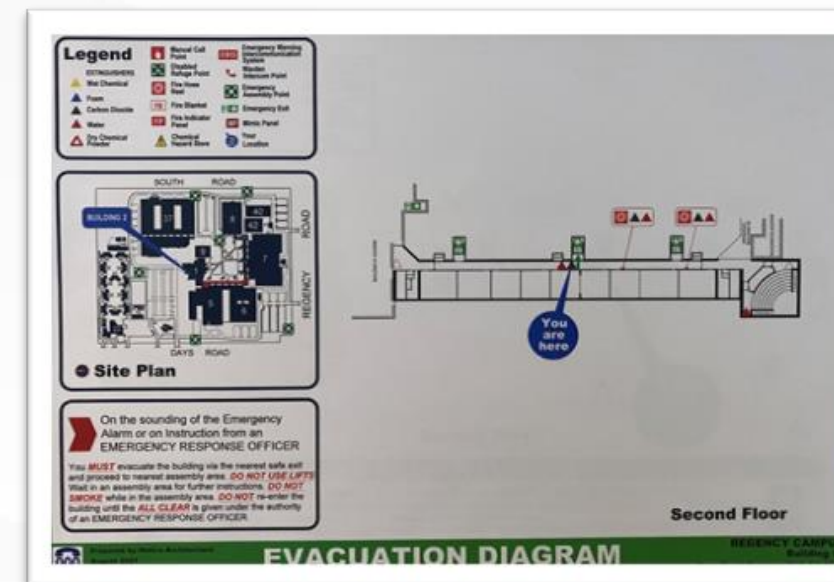 Legend
EXTINGUISHERS
Wet Chemical
Foam
Carbon Dioxide
Water
Dry Chemical
Powder
Manual Call
Point
Disabled
Refuge Point
Fire Hose
Reel
Fire Blanket
Fire Indicator
Panel
Chemical
Hazard Store
Emergency Warning
Intercommunication
System
Warden
Intercom Point
Emergency
Assembly Point
Emergency Exit
Mimic Panel
Your
Location
SOUTH ROAD
BUILDING 2
REGENCY ROAD
DAYS ROAD
Site Plan
You
are
here
On the sounding of the Emergency
Alarm or on Instruction from an
EMERGENCY RESPONSE OFFICER
You MUST evacuate the building via the nearest safe exit
and proceed to nearest assembly area. DO NOT USE LIFTS
Wait in an assembly area for further instructions. DO NOT
SMOKE while in the assembly area. DO NOT re-enter the
building until the ALL CLEAR is given under the authority
of an EMERGENCY RESPONSE OFFICER
Second Floor
EVACUATION DIAGRAM
REGENCY CAMPU
Building